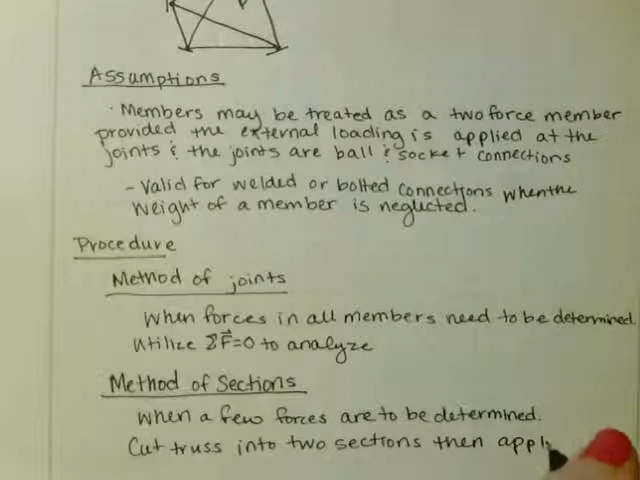 Assumptions
· Members may be treated as a two force member
provided the external loading is applied at the
joints & the joints are ball & socket connections
- Valid for welded or bolted connections when the
weight of a member is neglected.
Procedure
Method of joints
When forces in all members need to be determined.
Utilize ΣF⃗=0 to analyze
Method of Sections
When a few forces are to be determined.
Cut truss into two sections then appl